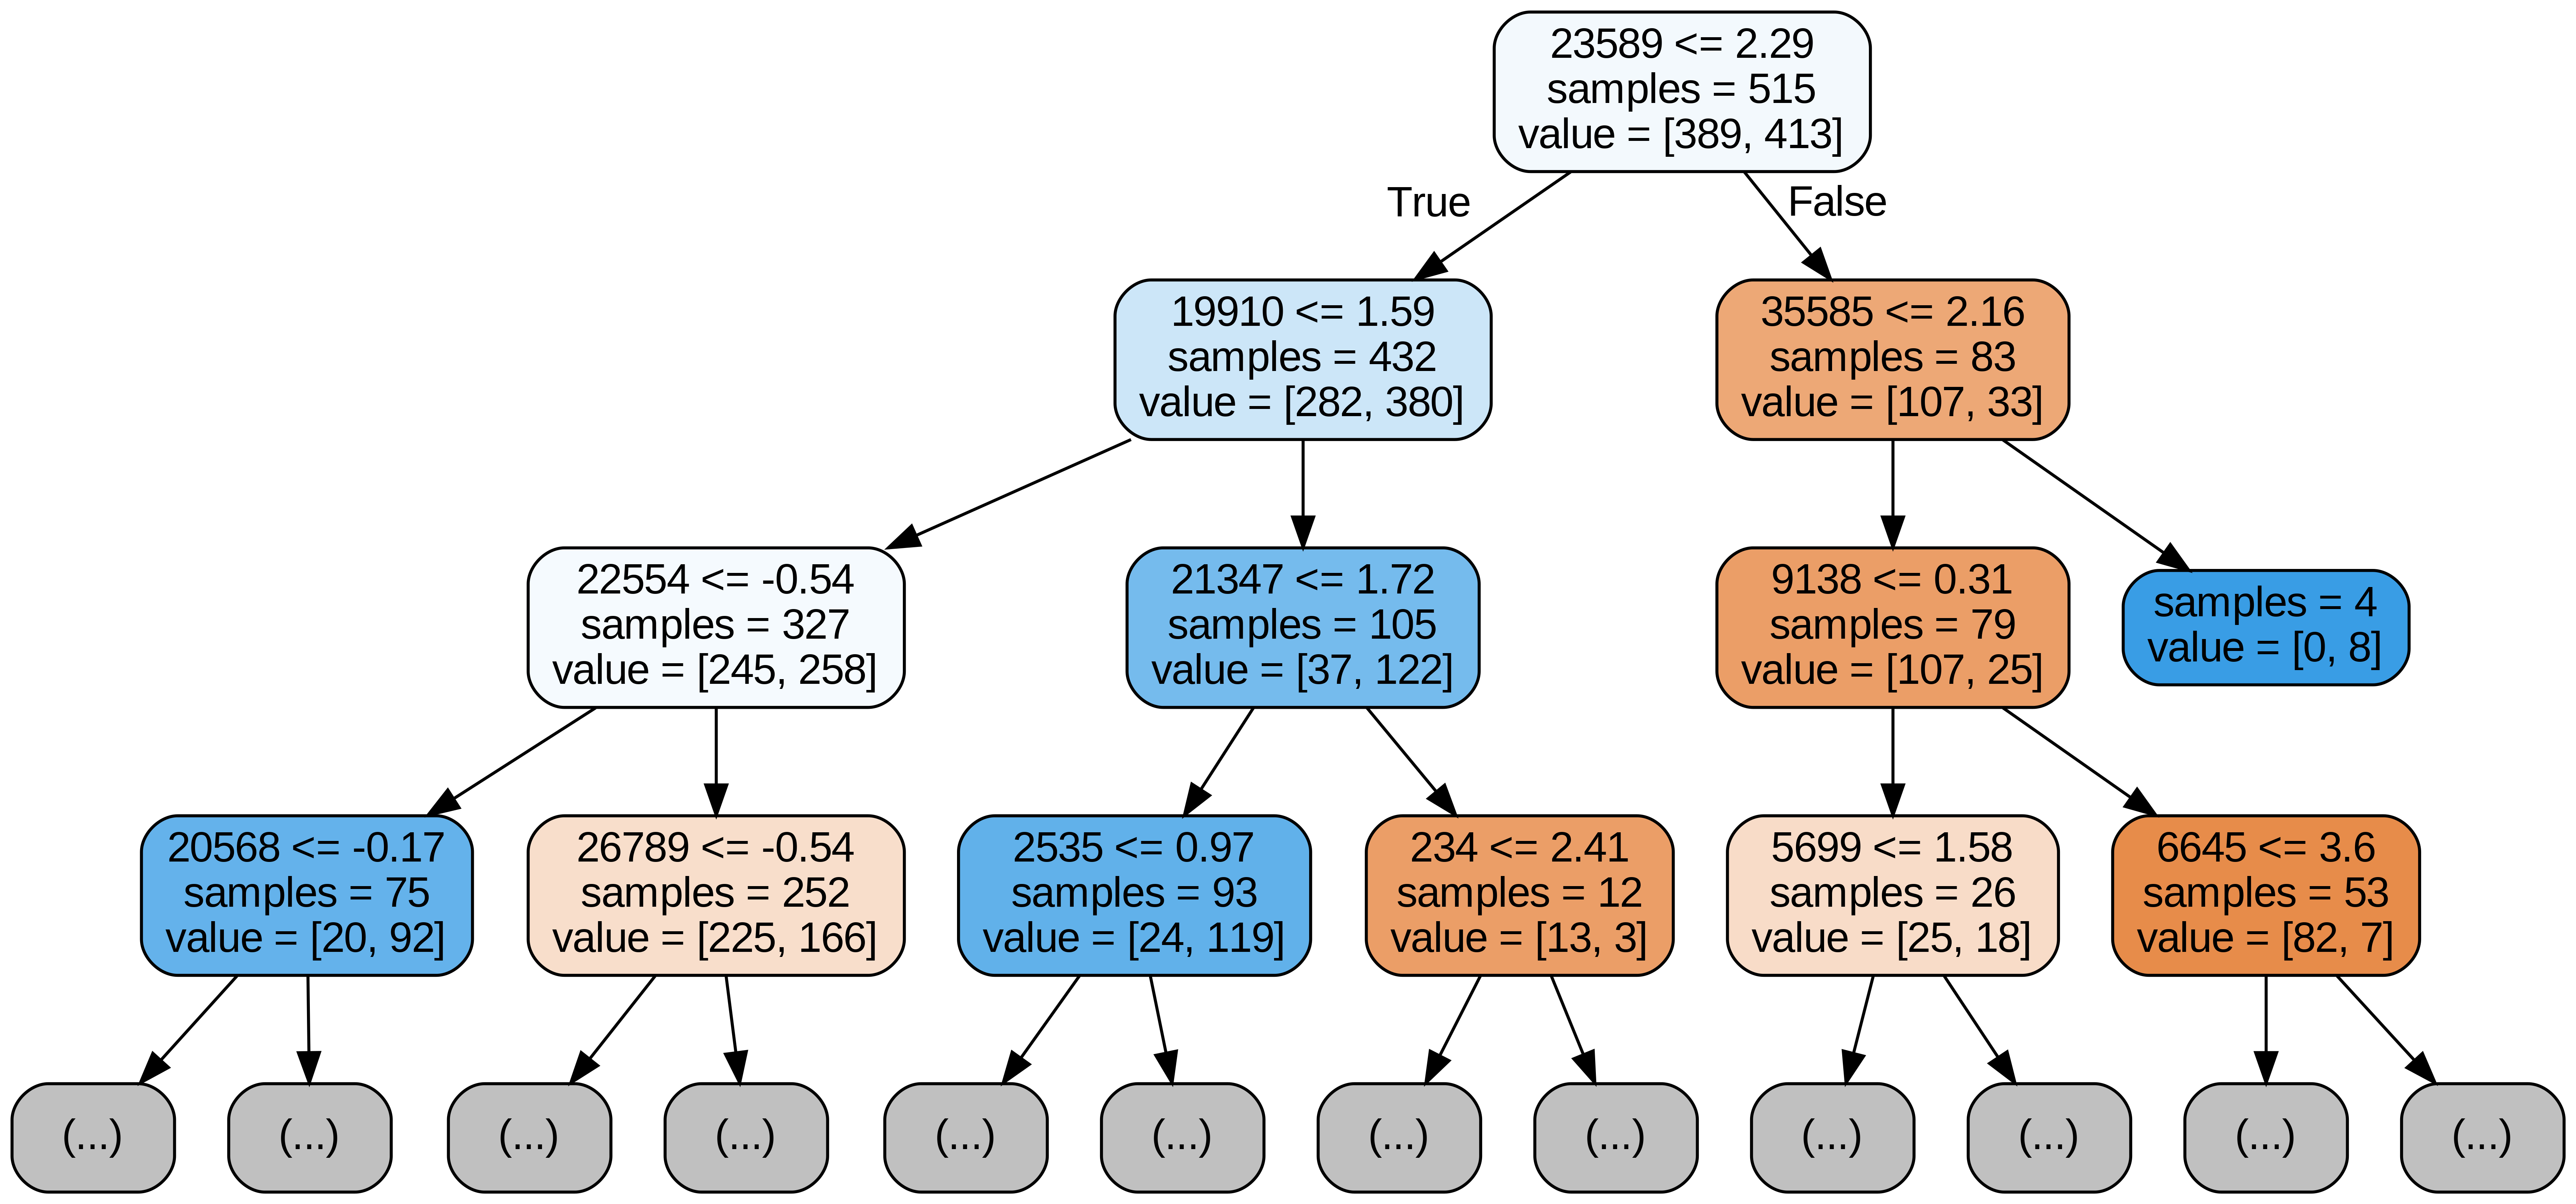 23589 <= 2.29
samples = 515
value = [389, 413]
True
False
19910 <= 1.59
samples = 432
value = [282, 380]
35585 <= 2.16
samples = 83
value = [107, 33]
22554 <= -0.54
samples = 327
value = [245, 258]
21347 <= 1.72
samples = 105
value = [37, 122]
9138 <= 0.31
samples = 79
value = [107, 25]
samples = 4
value = [0, 8]
20568 <= -0.17
samples = 75
value = [20, 92]
26789 <= -0.54
samples = 252
value = [225, 166]
2535 <= 0.97
samples = 93
value = [24, 119]
234 <= 2.41
samples = 12
value = [13, 3]
5699 <= 1.58
samples = 26
value = [25, 18]
6645 <= 3.6
samples = 53
value = [82, 7]
(...)
(...)
(...)
(...)
(...)
(...)
(...)
(...)
(...)
(...)
(...)
(...)